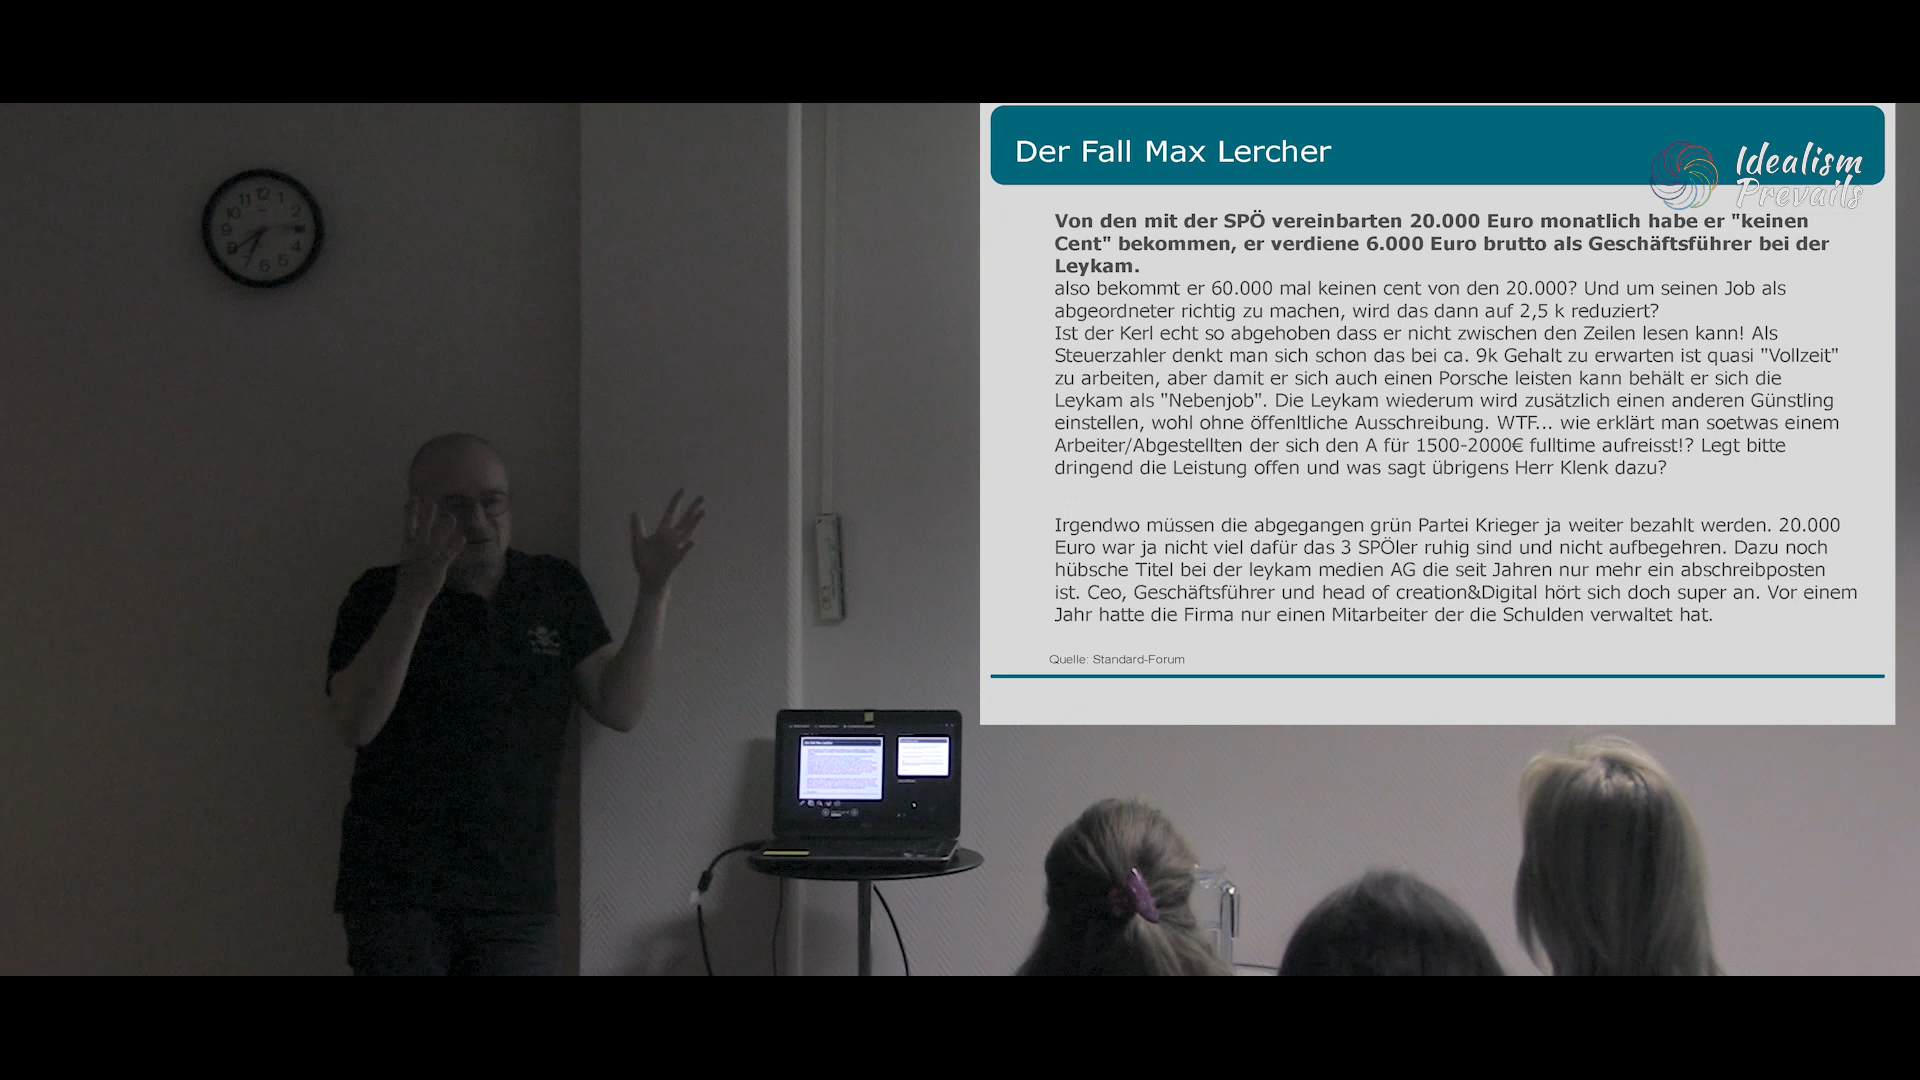 Der Fall Max Lercher
Idealism
Prevails
Von den mit der SPÖ vereinbarten 20.000 Euro monatlich habe er "keinen
Cent" bekommen, er verdiene 6.000 Euro brutto als Geschäftsführer bei der
Leykam.
also bekommt er 60.000 mal keinen cent von den 20.000? Und um seinen Job als
abgeordneter richtig zu machen, wird das dann auf 2,5 k reduziert?
Ist der Kerl echt so abgehoben dass er nicht zwischen den Zeilen lesen kann! Als
Steuerzahler denkt man sich schon das bei ca. 9k Gehalt zu erwarten ist quasi "Vollzeit"
zu arbeiten, aber damit er sich auch einen Porsche leisten kann behält er sich die
Leykam als "Nebenjob". Die Leykam wiederum wird zusätzlich einen anderen Günstling
einstellen, wohl ohne öffenltliche Ausschreibung. WTF... wie erklärt man soetwas einem
Arbeiter/Abgestellten der sich den A für 1500-2000€ fulltime aufreisst!? Legt bitte
dringend die Leistung offen und was sagt übrigens Herr Klenk dazu?
Irgendwo müssen die abgegangen grün Partei Krieger ja weiter bezahlt werden. 20.000
Euro war ja nicht viel dafür das 3 SPÖler ruhig sind und nicht aufbegehren. Dazu noch
hübsche Titel bei der leykam medien AG die seit Jahren nur mehr ein abschreibposten
ist. Ceo, Geschäftsführer und head of creation&Digital hört sich doch super an. Vor einem
Jahr hatte die Firma nur einen Mitarbeiter der die Schulden verwaltet hat.
Quelle: Standard-Forum
12
11
1
10
2
9
8
4
6
5